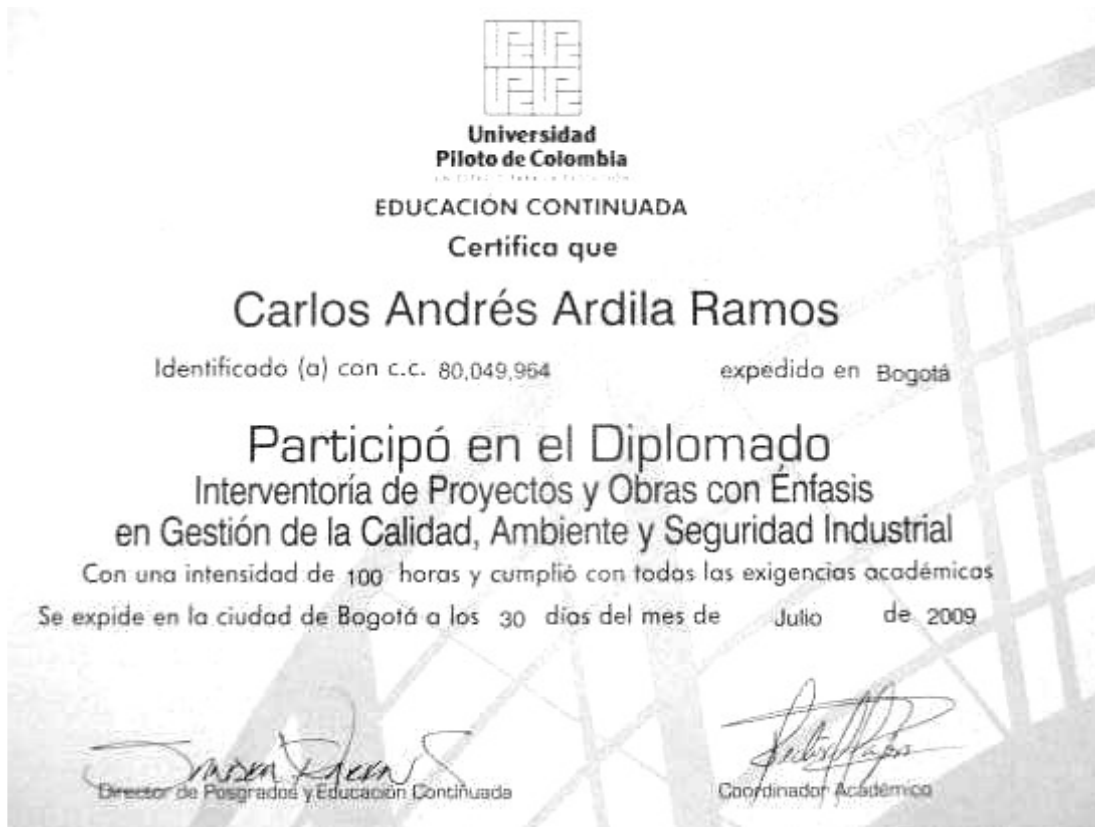 Universidad
Piloto de Colombia
EDUCACIÓN CONTINUADA
Certifica que
Carlos Andrés Ardila Ramos
Identificado (a) con c.c. 80,049,964 expedida en Bogotá
Participó en el Diplomado
Interventoría de Proyectos y Obras con Énfasis
en Gestión de la Calidad, Ambiente y Seguridad Industrial
Con una intensidad de 100 horas y cumplió con todas las exigencias académicas
Se expide en la ciudad de Bogotá a los 30 días del mes de Julio de 2009
Director de Posgrados y Educación Continuada
Coordinador Académico